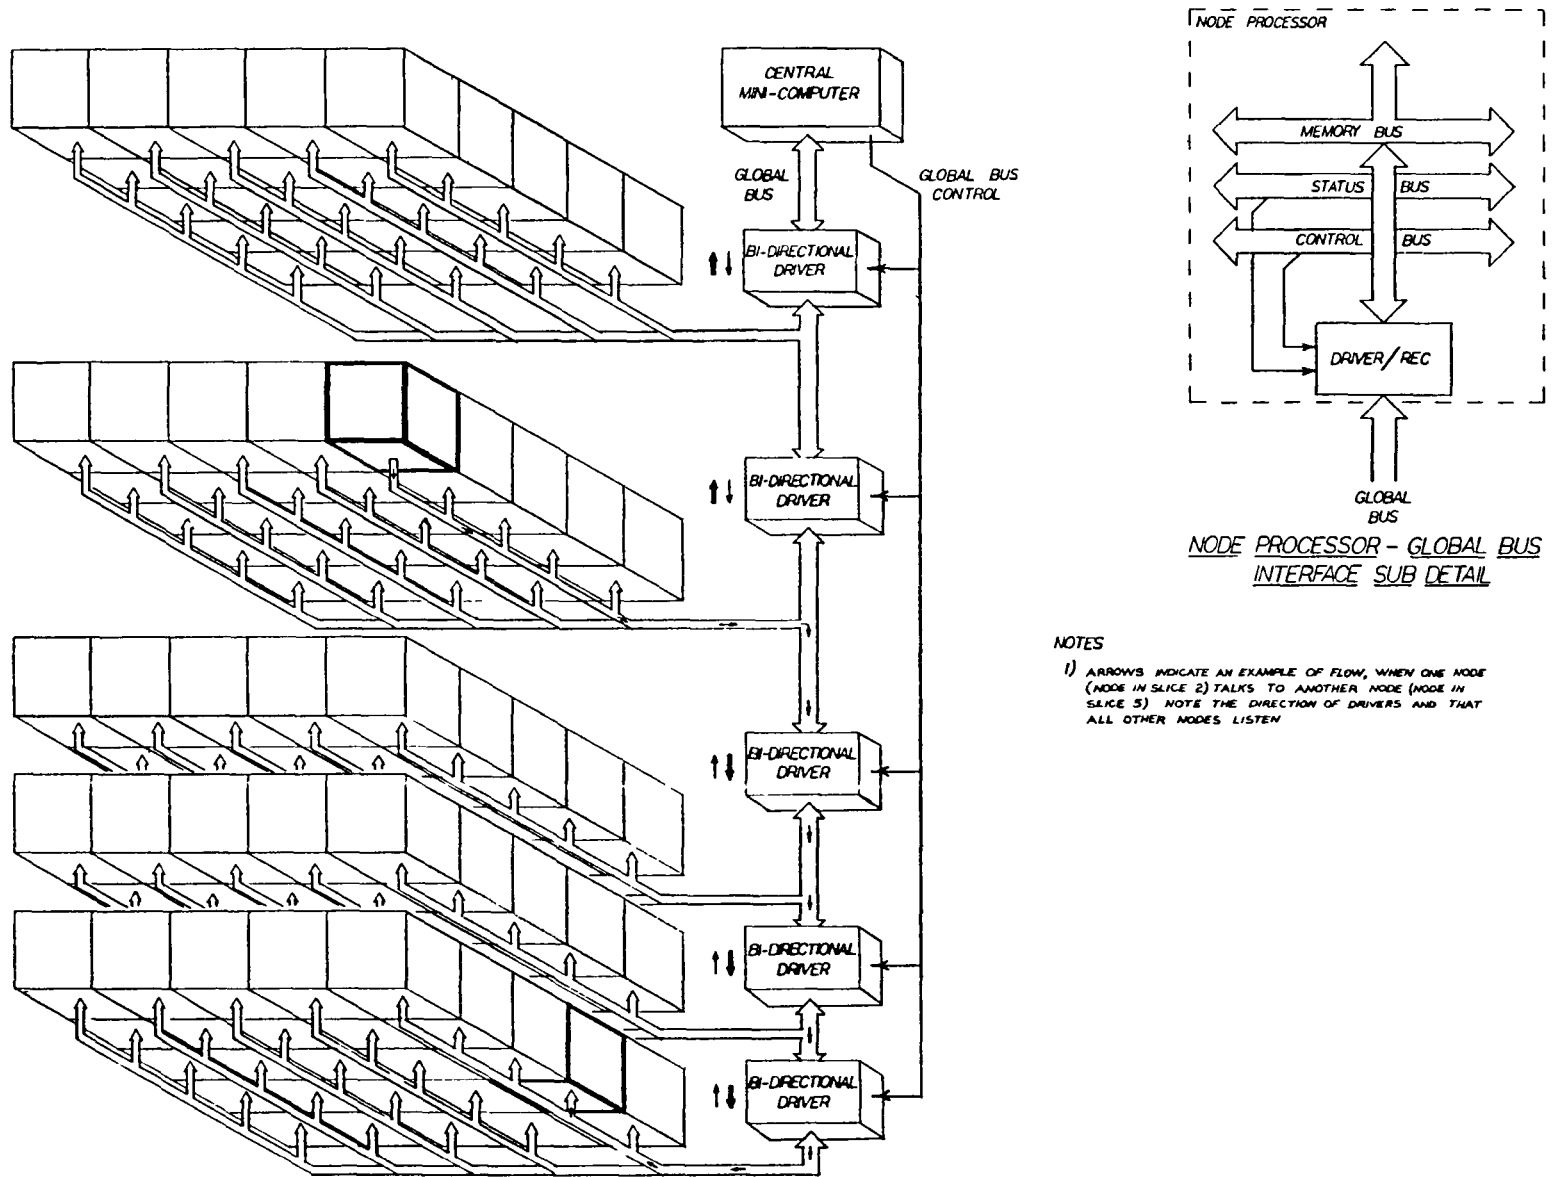 CENTRAL
MINI-COMPUTER
GLOBAL
BUS
GLOBAL BUS
CONTROL
BI-DIRECTIONAL
DRIVER
BI-DIRECTIONAL
DRIVER
BI-DIRECTIONAL
DRIVER
BI-DIRECTIONAL
DRIVER
BI-DIRECTIONAL
DRIVER
NODE PROCESSOR
MEMORY BUS
STATUS BUS
CONTROL BUS
DRIVER/REC
GLOBAL
BUS
NODE PROCESSOR - GLOBAL BUS
INTERFACE SUB DETAIL
NOTES
1) ARROWS INDICATE AN EXAMPLE OF FLOW, WHEN ONE NODE
(NODE IN SLICE 2) TALKS TO ANOTHER NODE (NODE IN
SLICE 5) NOTE THE DIRECTION OF DRIVERS AND THAT
ALL OTHER NODES LISTEN